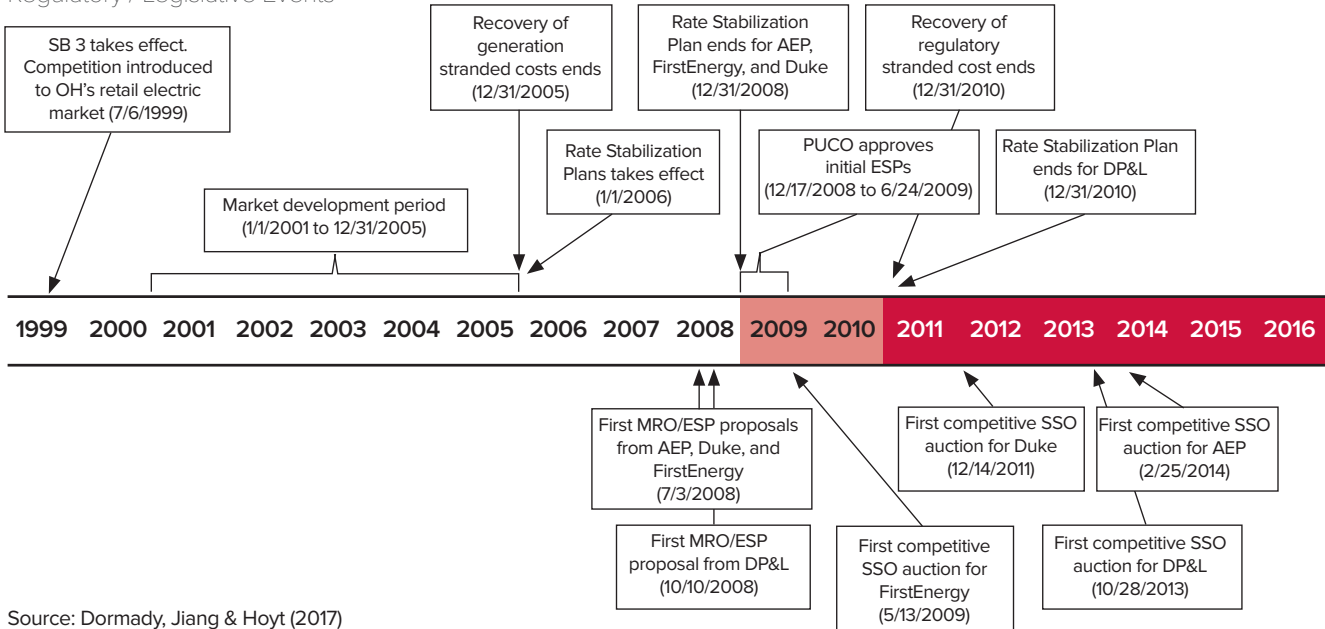 Regulatory / Legislative Events
SB 3 takes effect.
Competition introduced
to OH's retail electric
market (7/6/1999)
Recovery of
generation
stranded costs ends
(12/31/2005)
Rate Stabilization
Plan ends for AEP,
FirstEnergy, and Duke
(12/31/2008)
Recovery of
regulatory
stranded cost ends
(12/31/2010)
Market development period
(1/1/2001 to 12/31/2005)
Rate Stabilization
Plans takes effect
(1/1/2006)
PUCO approves
initial ESPs
(12/17/2008 to 6/24/2009)
Rate Stabilization Plan
ends for DP&L
(12/31/2010)
1999 2000 2001 2002 2003 2004 2005 2006 2007 2008 2009 2010 2011 2012 2013 2014 2015 2016
First MRO/ESP proposals
from AEP, Duke, and
FirstEnergy
(7/3/2008)
First MRO/ESP
proposal from DP&L
(10/10/2008)
First competitive
SSO auction for
FirstEnergy
(5/13/2009)
First competitive SSO
auction for Duke
(12/14/2011)
First competitive SSO
auction for AEP
(2/25/2014)
First competitive SSO
auction for DP&L
(10/28/2013)
Source: Dormady, Jiang & Hoyt (2017)